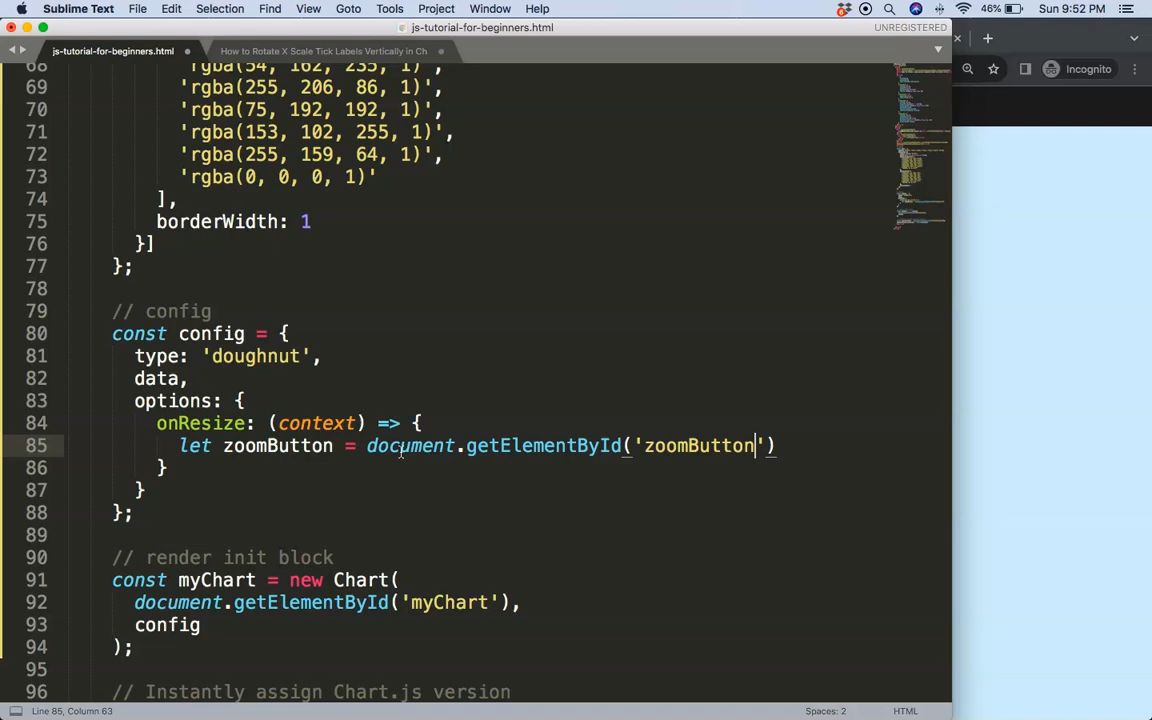 Sublime Text File Edit Selection Find View Goto Tools Project Window Help 46% Sun 9:52 PM
js-tutorial-for-beginners.html UNREGISTERED
js-tutorial-for-beginners.html How to Rotate X Scale Tick Labels Vertically in Ch
Incognito
68 'rgba(54, 162, 235, 1)',
69 'rgba(255, 206, 86, 1)',
70 'rgba(75, 192, 192, 1)',
71 'rgba(153, 102, 255, 1)',
72 'rgba(255, 159, 64, 1)',
73 'rgba(0, 0, 0, 1)'
74 ],
75 borderWidth: 1
76 }]
77 };
78
79 // config
80 const config = {
81 type: 'doughnut',
82 data,
83 options: {
84 onResize: (context) => {
85 let zoomButton = document.getElementById('zoomButton')
86 }
87 }
88 };
89
90 // render init block
91 const myChart = new Chart(
92 document.getElementById('myChart'),
93 config
94 );
95
96 // Instantly assign Chart.js version
Line 85, Column 63 Spaces: 2 HTML